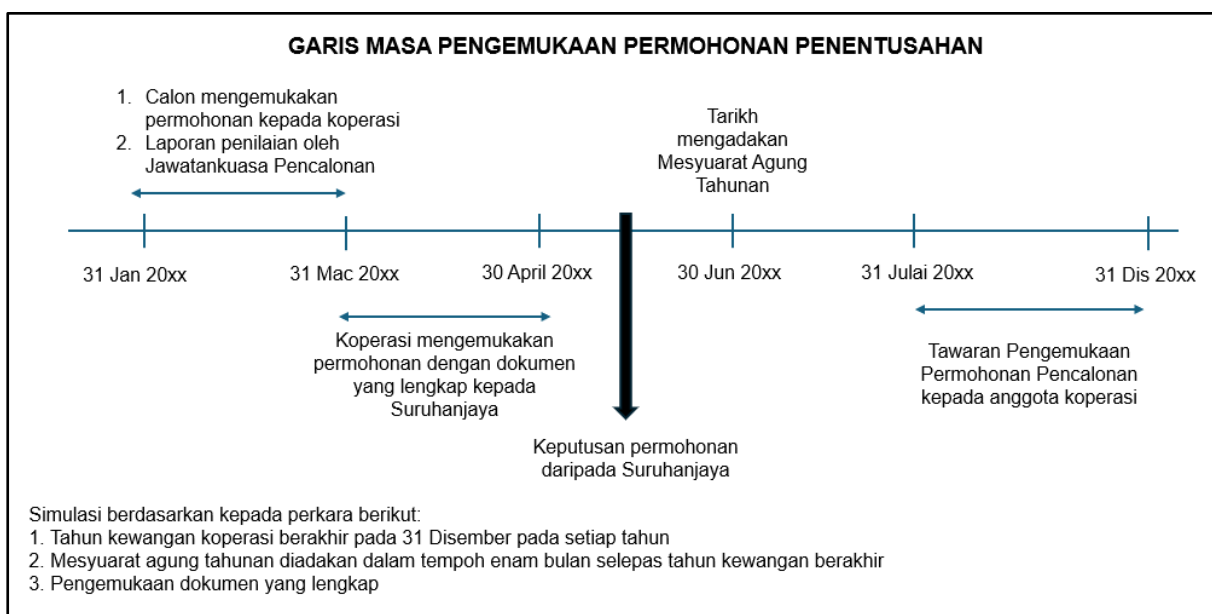 GARIS MASA PENGEMUKAAN PERMOHONAN PENENTUSAHAN
1. Calon mengemukakan
permohonan kepada koperasi
2. Laporan penilaian oleh
Jawatankuasa Pencalonan
Tarikh
mengadakan
Mesyuarat Agung
Tahunan
31 Jan 20xx
31 Mac 20xx
30 April 20xx
30 Jun 20xx
31 Julai 20xx
31 Dis 20xx
Koperasi mengemukakan
permohonan dengan dokumen
yang lengkap kepada
Suruhanjaya
Tawaran Pengemukaan
Permohonan Pencalonan
kepada anggota koperasi
Keputusan permohonan
daripada Suruhanjaya
Simulasi berdasarkan kepada perkara berikut:
1. Tahun kewangan koperasi berakhir pada 31 Disember pada setiap tahun
2. Mesyuarat agung tahunan diadakan dalam tempoh enam bulan selepas tahun kewangan berakhir
3. Pengemukaan dokumen yang lengkap